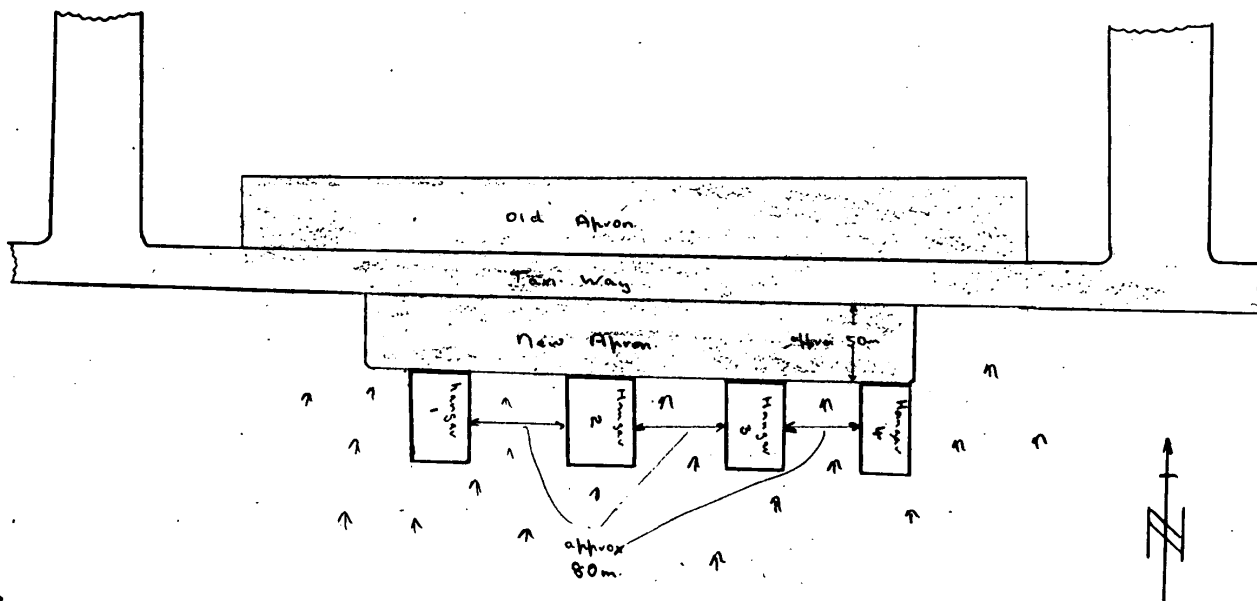 Old Apron.
Taxi Way
New Apron.
approx 50m
hangar
1
Hangar
2
Hangar
3
Hangar
4
approx
80m.
N